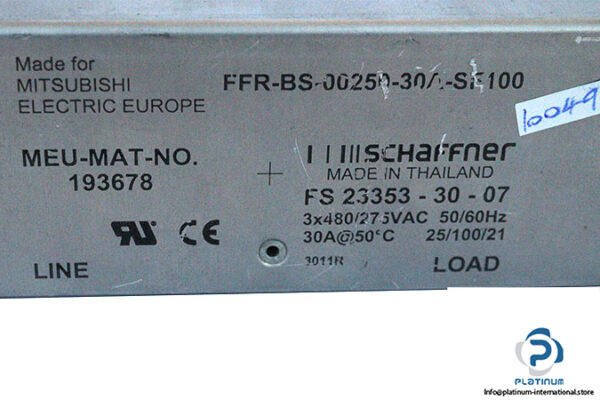 Made for
MITSUBISHI
ELECTRIC EUROPE
FFR-BS-00250-30A-SF100
10049
MEU-MAT-NO.
193678
SCHAFFNER
MADE IN THAILAND
FS 23353 - 30 - 07
3x480/275VAC 50/60Hz
30A@50°C 25/100/21
3011R
LINE
LOAD
PLATINUM
Info@platinum-international.store